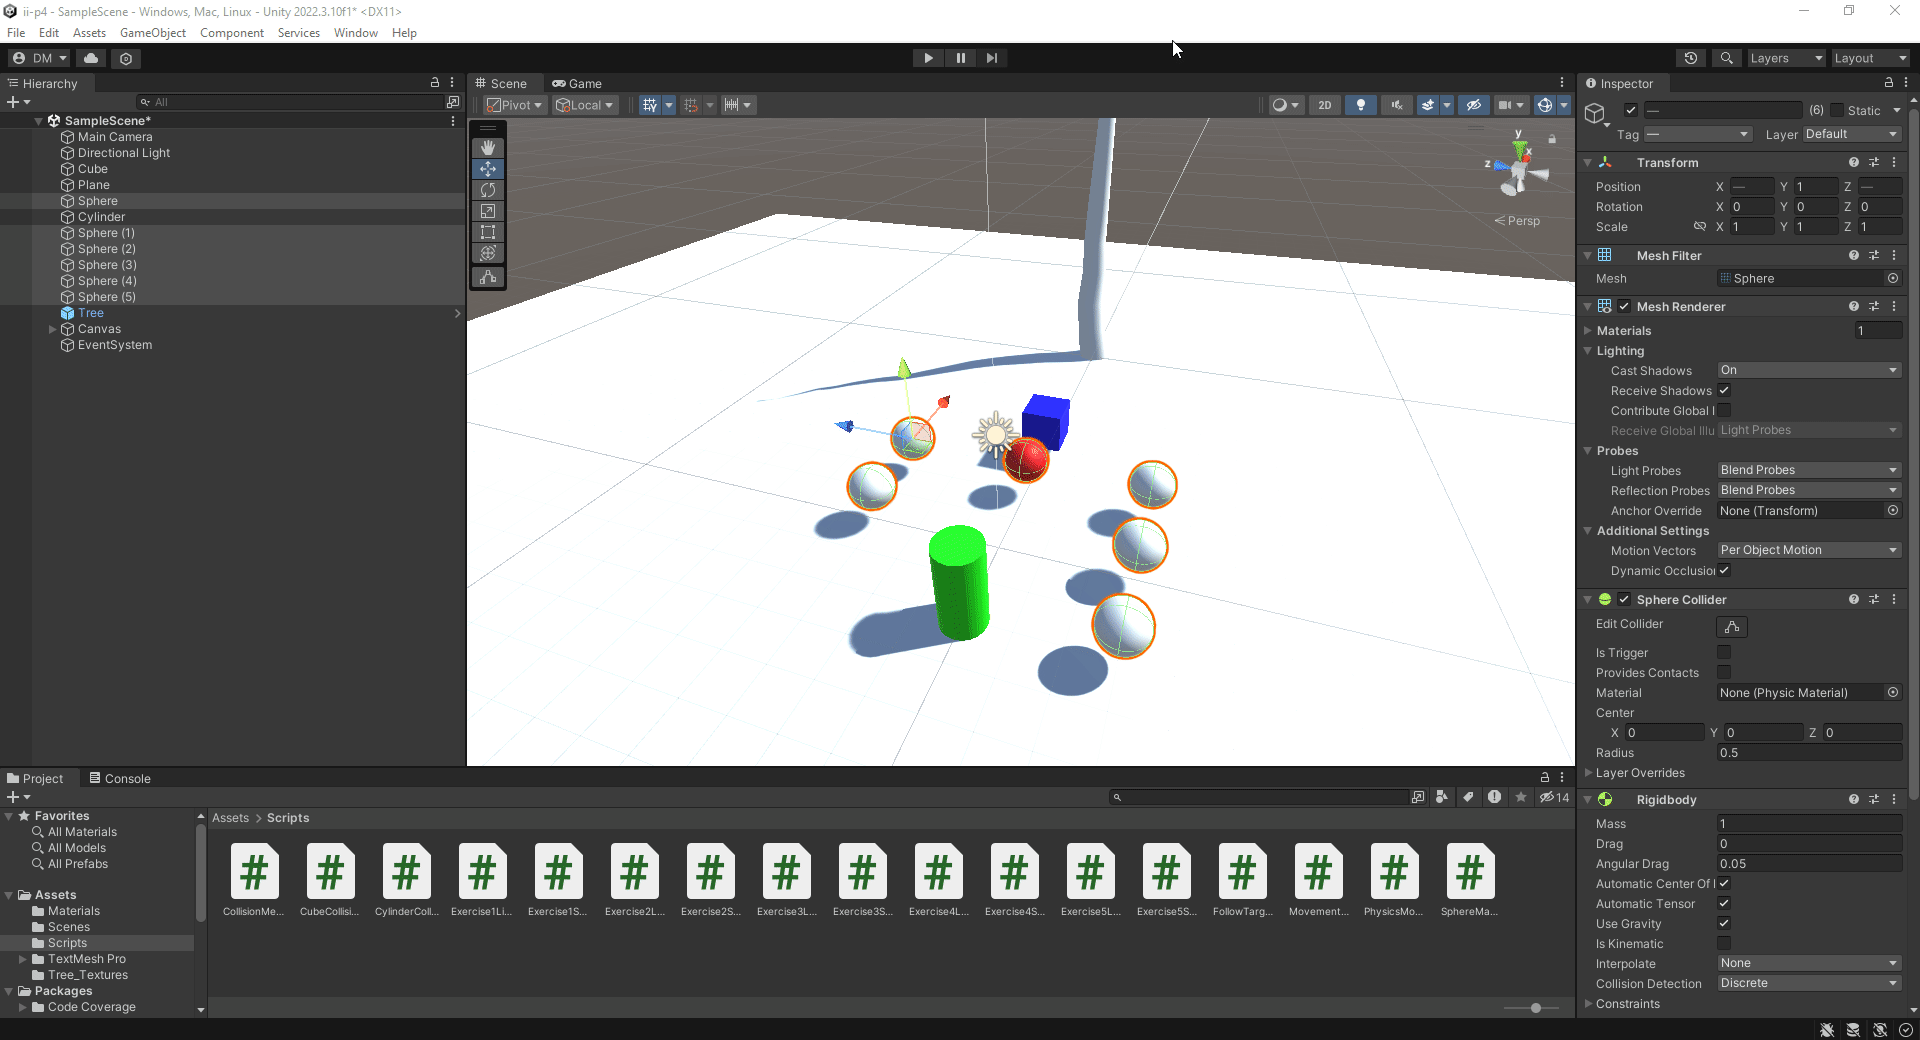 ii-p4 - SampleScene - Windows, Mac, Linux - Unity 2022.3.10f1* <DX11>
File Edit Assets GameObject Component Services Window Help
DM
Layers
Layout
Hierarchy
All
SampleScene*
Main Camera
Directional Light
Cube
Plane
Sphere
Cylinder
Sphere (1)
Sphere (2)
Sphere (3)
Sphere (4)
Sphere (5)
Tree
Canvas
EventSystem
Scene
Game
Pivot
Local
2D
y
x
z
Persp
Inspector
— (6) Static
Tag — Layer Default
Transform
Position X — Y 1 Z —
Rotation X 0 Y 0 Z 0
Scale X 1 Y 1 Z 1
Mesh Filter
Mesh Sphere
Mesh Renderer
Materials 1
Lighting
Cast Shadows On
Receive Shadows
Contribute Global I
Receive Global Illu Light Probes
Probes
Light Probes Blend Probes
Reflection Probes Blend Probes
Anchor Override None (Transform)
Additional Settings
Motion Vectors Per Object Motion
Dynamic Occlusion
Sphere Collider
Edit Collider
Is Trigger
Provides Contacts
Material None (Physic Material)
Center
X 0 Y 0 Z 0
Radius 0.5
Layer Overrides
Rigidbody
Mass 1
Drag 0
Angular Drag 0.05
Automatic Center Of I
Automatic Tensor
Use Gravity
Is Kinematic
Interpolate None
Collision Detection Discrete
Constraints
Project
Console
14
Favorites
All Materials
All Models
All Prefabs
Assets
Materials
Scenes
Scripts
TextMesh Pro
Tree_Textures
Packages
Code Coverage
Assets > Scripts
CollisionMe... CubeCollisi... CylinderColl... Exercise1Li... Exercise1S... Exercise2L... Exercise2S... Exercise3L... Exercise3S... Exercise4L... Exercise4S... Exercise5L... Exercise5S... FollowTarg... Movement... PhysicsMo... SphereMa...